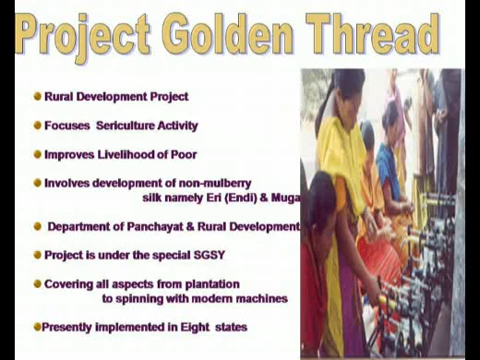 Project Golden Thread
Rural Development Project
Focuses Sericulture Activity
Improves Livelihood of Poor
Involves development of non-mulberry
silk namely Eri (Endi) & Muga
Department of Panchayat & Rural Development
Project is under the special SGSY
Covering all aspects from plantation
to spinning with modern machines
Presently implemented in Eight states